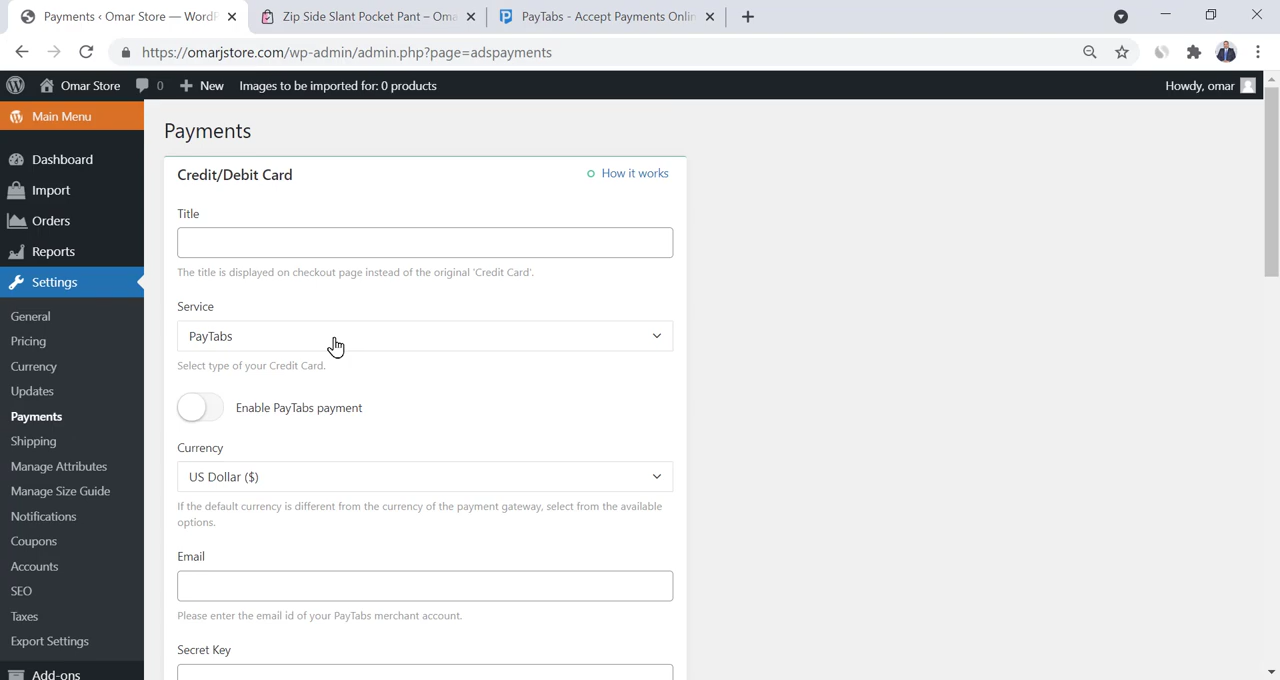 Payments ‹ Omar Store — WordP
Zip Side Slant Pocket Pant – Oma
PayTabs - Accept Payments Onlin
https://omarjstore.com/wp-admin/admin.php?page=adspayments
Omar Store
0
New
Images to be imported for: 0 products
Howdy, omar
Main Menu
Dashboard
Import
Orders
Reports
Settings
General
Pricing
Currency
Updates
Payments
Shipping
Manage Attributes
Manage Size Guide
Notifications
Coupons
Accounts
SEO
Taxes
Export Settings
Add-ons
Payments
Credit/Debit Card
How it works
Title
The title is displayed on checkout page instead of the original 'Credit Card'.
Service
PayTabs
Select type of your Credit Card.
Enable PayTabs payment
Currency
US Dollar ($)
If the default currency is different from the currency of the payment gateway, select from the available
options.
Email
Please enter the email id of your PayTabs merchant account.
Secret Key